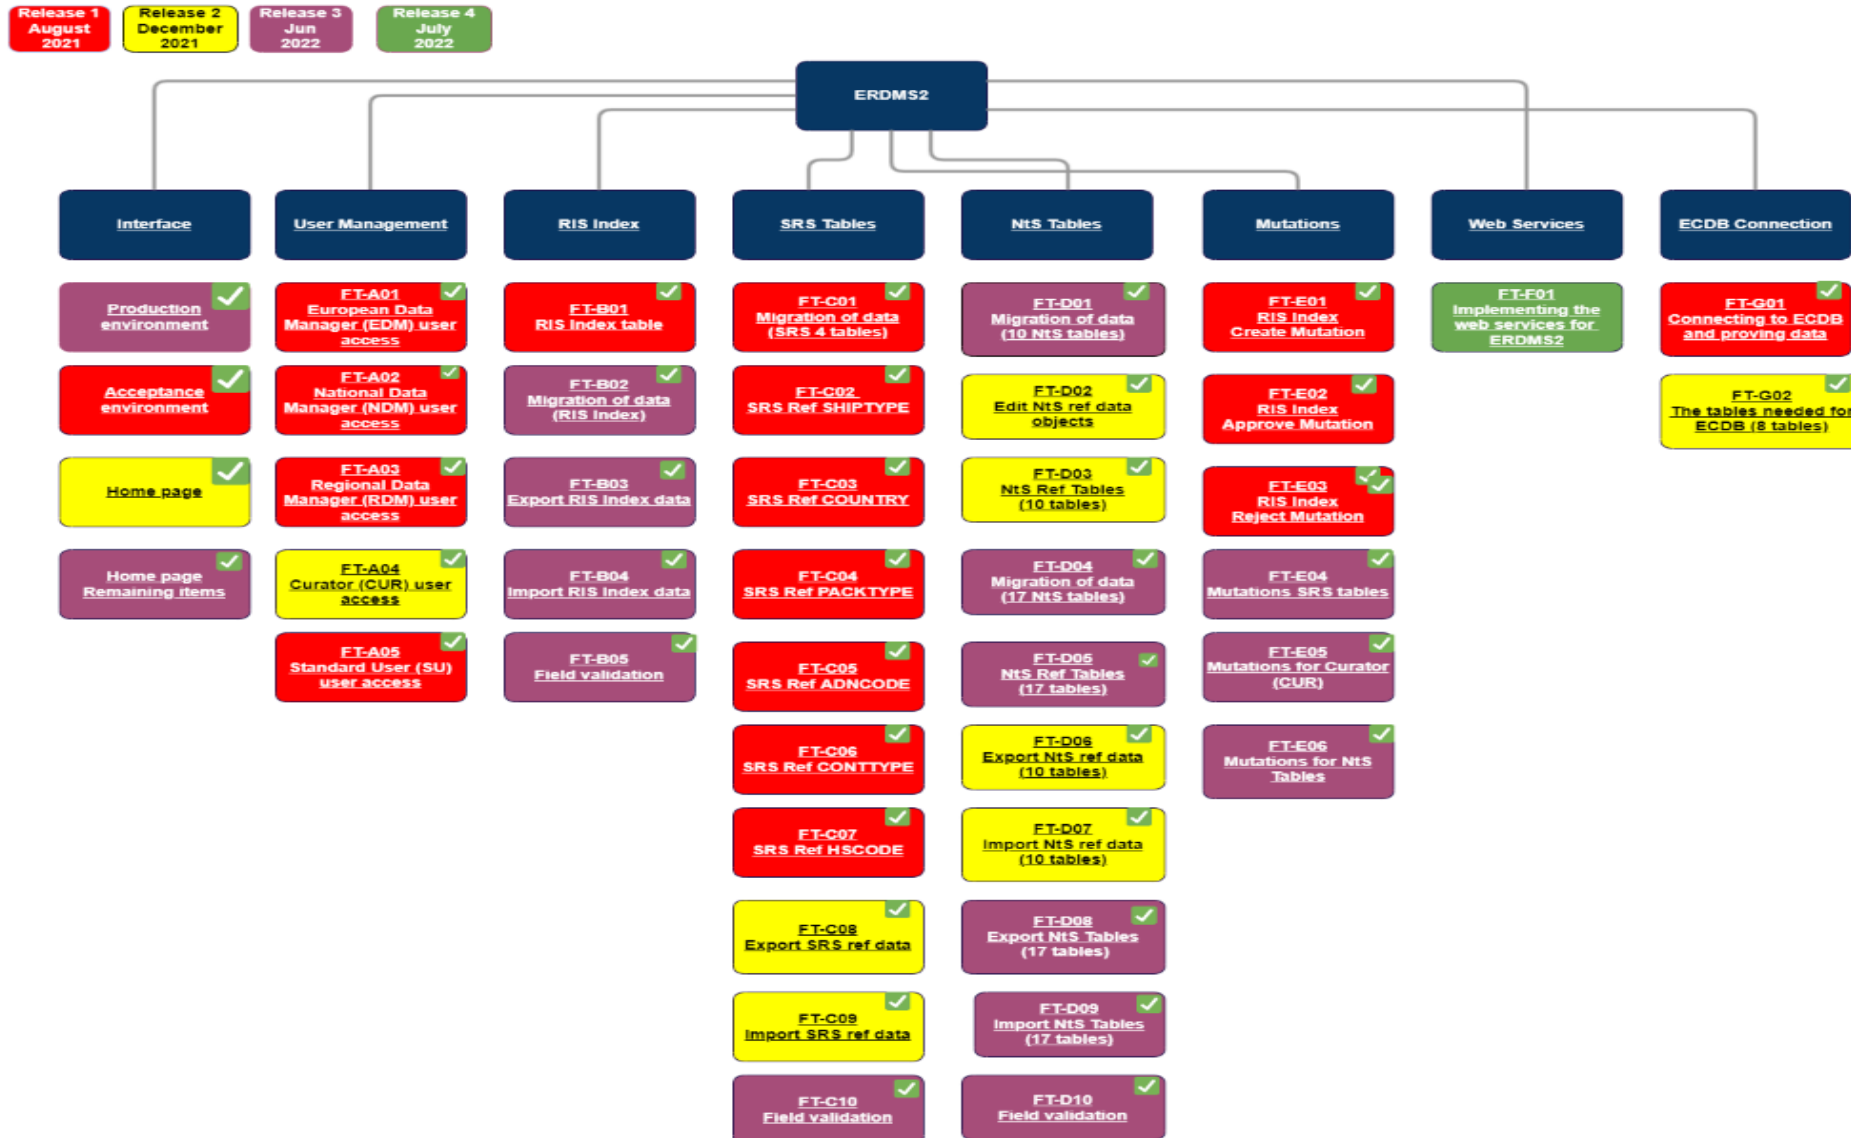 Release 1
August
2021
Release 2
December
2021
Release 3
Jun
2022
Release 4
July
2022
ERDMS2
Interface
User Management
RIS Index
SRS Tables
NtS Tables
Mutations
Web Services
ECDB Connection
Production
environment
Acceptance
environment
Home page
Home page
Remaining items
FT-A01
European Data
Manager (EDM) user
access
FT-A02
National Data
Manager (NDM) user
access
FT-A03
Regional Data
Manager (RDM) user
access
FT-A04
Curator (CUR) user
access
FT-A05
Standard User (SU)
user access
FT-B01
RIS Index table
FT-B02
Migration of data
(RIS Index)
FT-B03
Export RIS Index data
FT-B04
Import RIS Index data
FT-B05
Field validation
FT-C01
Migration of data
(SRS 4 tables)
FT-C02
SRS Ref SHIPTYPE
FT-C03
SRS Ref COUNTRY
FT-C04
SRS Ref PACKTYPE
FT-C05
SRS Ref ADNCODE
FT-C06
SRS Ref CONTTYPE
FT-C07
SRS Ref HSCODE
FT-C08
Export SRS ref data
FT-C09
Import SRS ref data
FT-C10
Field validation
FT-D01
Migration of data
(10 NtS tables)
FT-D02
Edit NtS ref data
objects
FT-D03
NtS Ref Tables
(10 tables)
FT-D04
Migration of data
(17 NtS tables)
FT-D05
NtS Ref Tables
(17 tables)
FT-D06
Export NtS ref data
(10 tables)
FT-D07
Import NtS ref data
(10 tables)
FT-D08
Export NtS Tables
(17 tables)
FT-D09
Import NtS Tables
(17 tables)
FT-D10
Field validation
FT-E01
RIS Index
Create Mutation
FT-E02
RIS Index
Approve Mutation
FT-E03
RIS Index
Reject Mutation
FT-E04
Mutations SRS tables
FT-E05
Mutations for Curator
(CUR)
FT-E06
Mutations for NtS
Tables
FT-F01
Implementing the
web services for
ERDMS2
FT-G01
Connecting to ECDB
and proving data
FT-G02
The tables needed for
ECDB (8 tables)